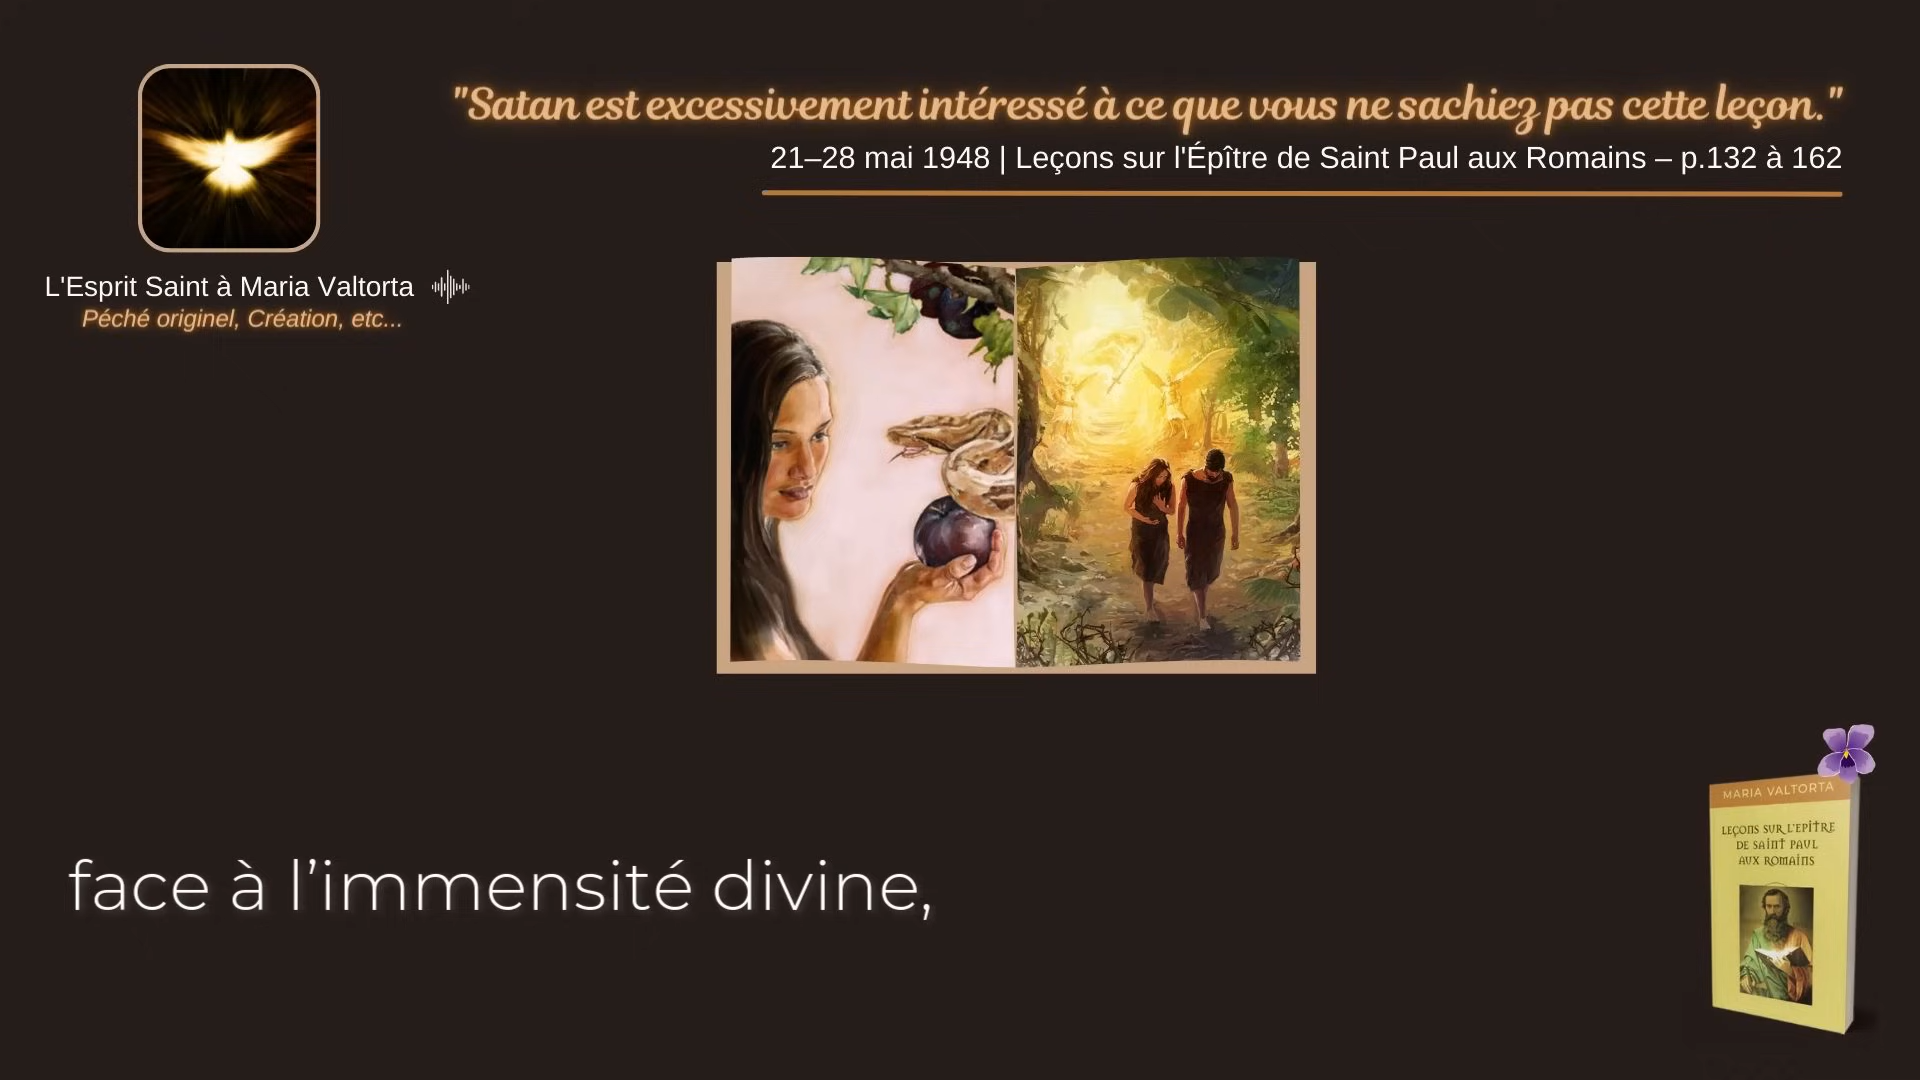 "Satan est excessivement intéressé à ce que vous ne sachiez pas cette leçon."
21–28 mai 1948 | Leçons sur l'Épître de Saint Paul aux Romains – p.132 à 162
L'Esprit Saint à Maria Valtorta
Péché originel, Création, etc...
face à l’immensité divine,
MARIA VALTORTA
LEÇONS SUR L'EPÎTRE
DE SAINT PAUL
AUX ROMAINS